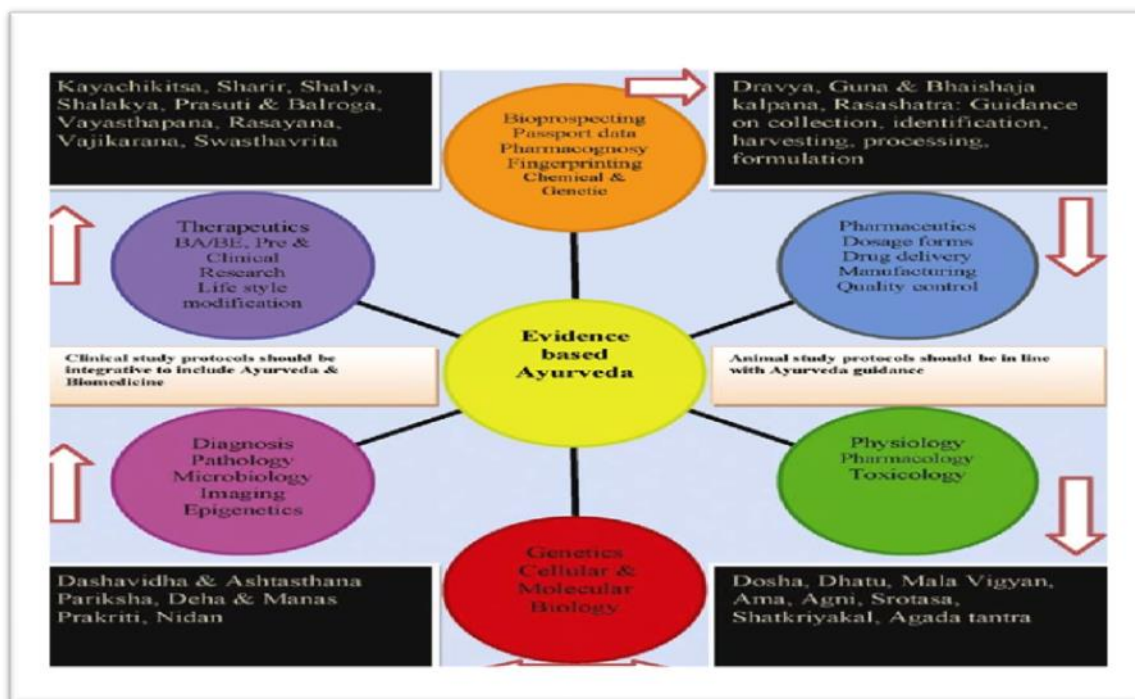 Kayachikitsa, Sharir, Shalya,
Shalakya, Prasuti & Balroga,
Vayasthapana, Rasayana,
Vajikarana, Swasthavrita
Bioprospecting
Passport data
Pharmacognosy
Fingerprinting
Chemical &
Genetic
Dravya, Guna & Bhaishaja
kalpana, Rasashatra: Guidance
on collection, identification,
harvesting, processing,
formulation
Therapeutics
BA/BE, Pre &
Clinical
Research
Life style
modification
Pharmaceutics
Dosage forms
Drug delivery
Manufacturing
Quality control
Evidence
based
Ayurveda
Clinical study protocols should be
integrative to include Ayurveda &
Biomedicine
Animal study protocols should be in line
with Ayurveda guidance
Diagnosis
Pathology
Microbiology
Imaging
Epigenetics
Physiology
Pharmacology
Toxicology
Genetics
Cellular &
Molecular
Biology
Dashavidha & Ashtasthana
Pariksha, Deha & Manas
Prakriti, Nidan
Dosha, Dhatu, Mala Vigyan,
Ama, Agni, Srotasa,
Shatkriyakal, Agada tantra